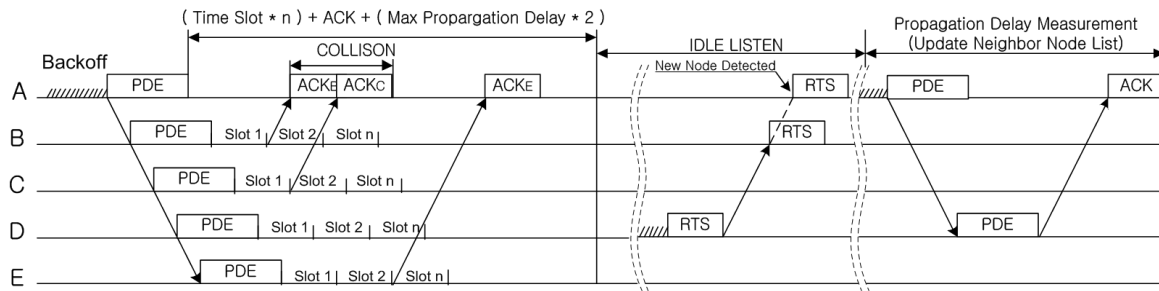 ( Time Slot * n ) + ACK + ( Max Propargation Delay * 2 )
Propagation Delay Measurement
(Update Neighbor Node List)
COLLISON
IDLE LISTEN
Backoff
New Node Detected
A
PDE
ACKE
ACKC
ACKE
RTS
PDE
ACK
B
PDE
Slot 1
Slot 2
Slot n
RTS
C
PDE
Slot 1
Slot 2
Slot n
D
PDE
Slot 1
Slot 2
Slot n
RTS
PDE
E
PDE
Slot 1
Slot 2
Slot n